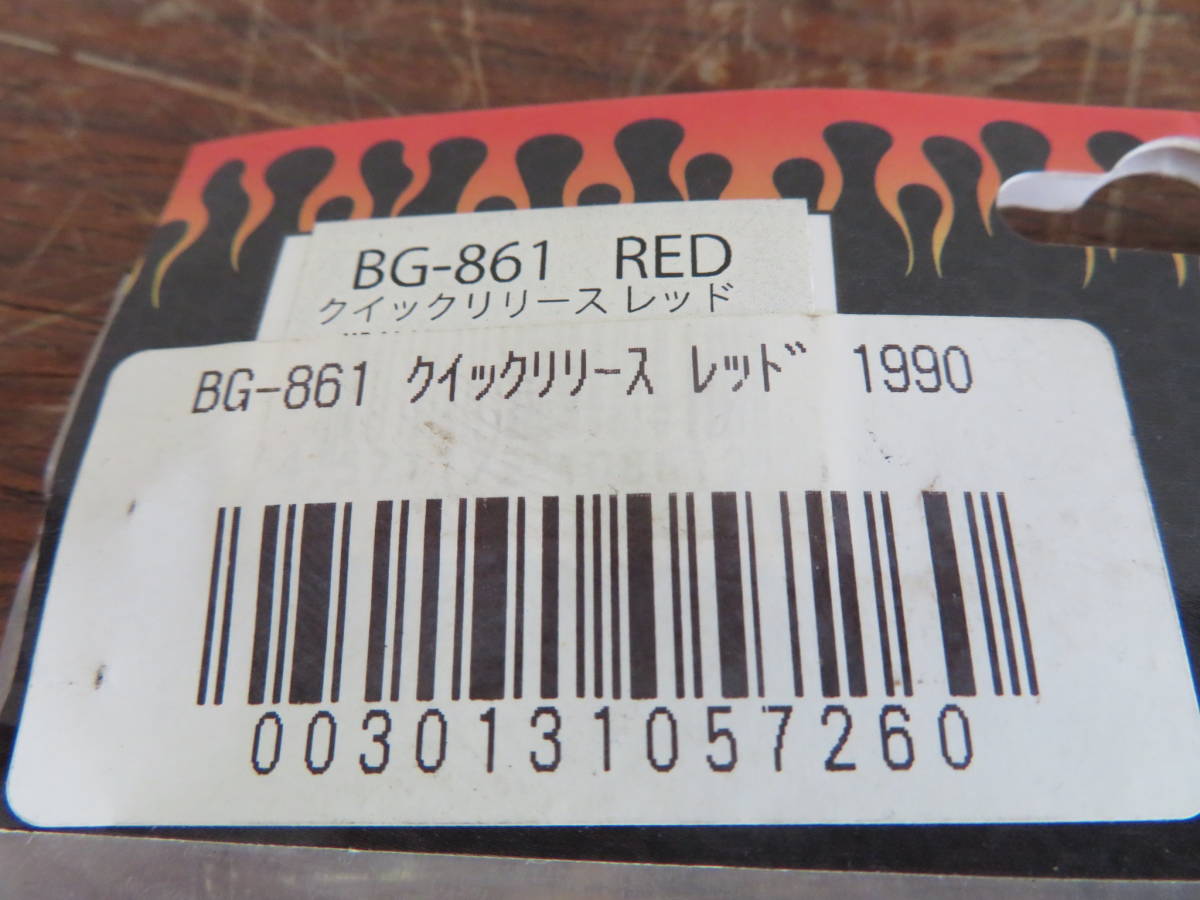 BG-861 RED
クイックリリース レッド
BG-861 ｸｲｯｸﾘﾘｰｽ ﾚｯﾄﾞ 1990
0030131057260